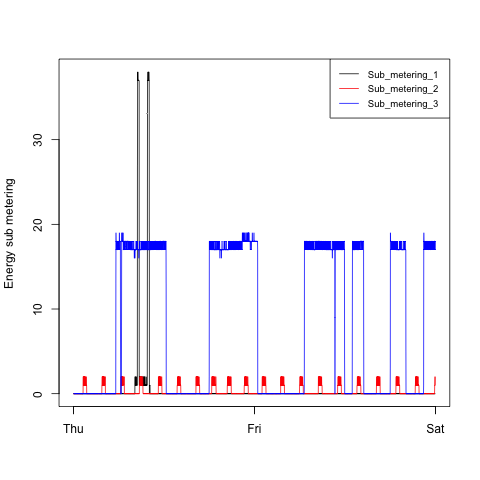 Sub_metering_1
Sub_metering_2
Sub_metering_3
Energy sub metering
30
20
10
0
Thu Fri Sat